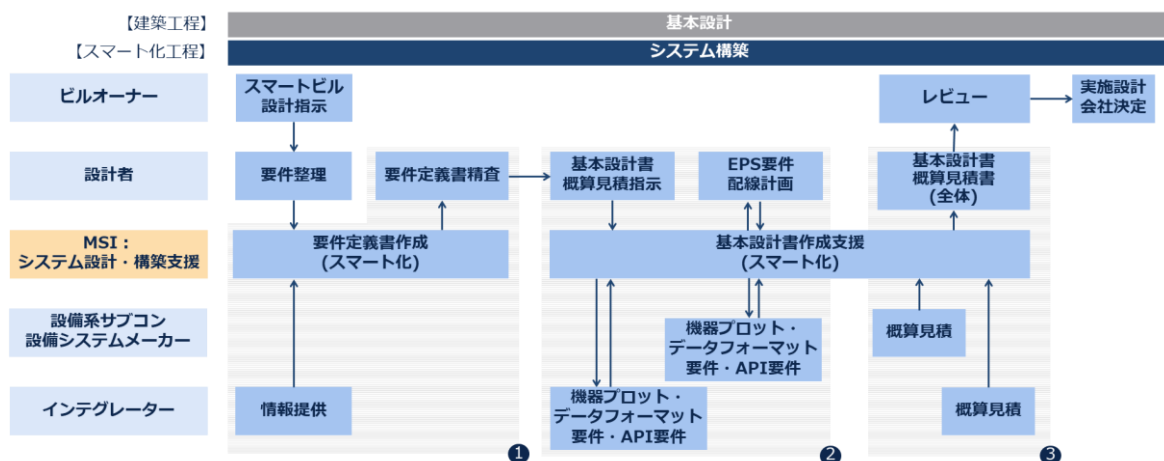 【建築工程】
基本設計
【スマート化工程】
システム構築
ビルオーナー
スマートビル
設計指示
レビュー
実施設計
会社決定
設計者
要件整理
要件定義書精査
基本設計書
概算見積指示
EPS要件
配線計画
基本設計書
概算見積書
(全体)
MSI:
システム設計・構築支援
要件定義書作成
(スマート化)
基本設計書作成支援
(スマート化)
設備系サブコン
設備システムメーカー
機器プロット・
データフォーマット
要件・API要件
概算見積
インテグレーター
情報提供
機器プロット・
データフォーマット
要件・API要件
概算見積
1
2
3